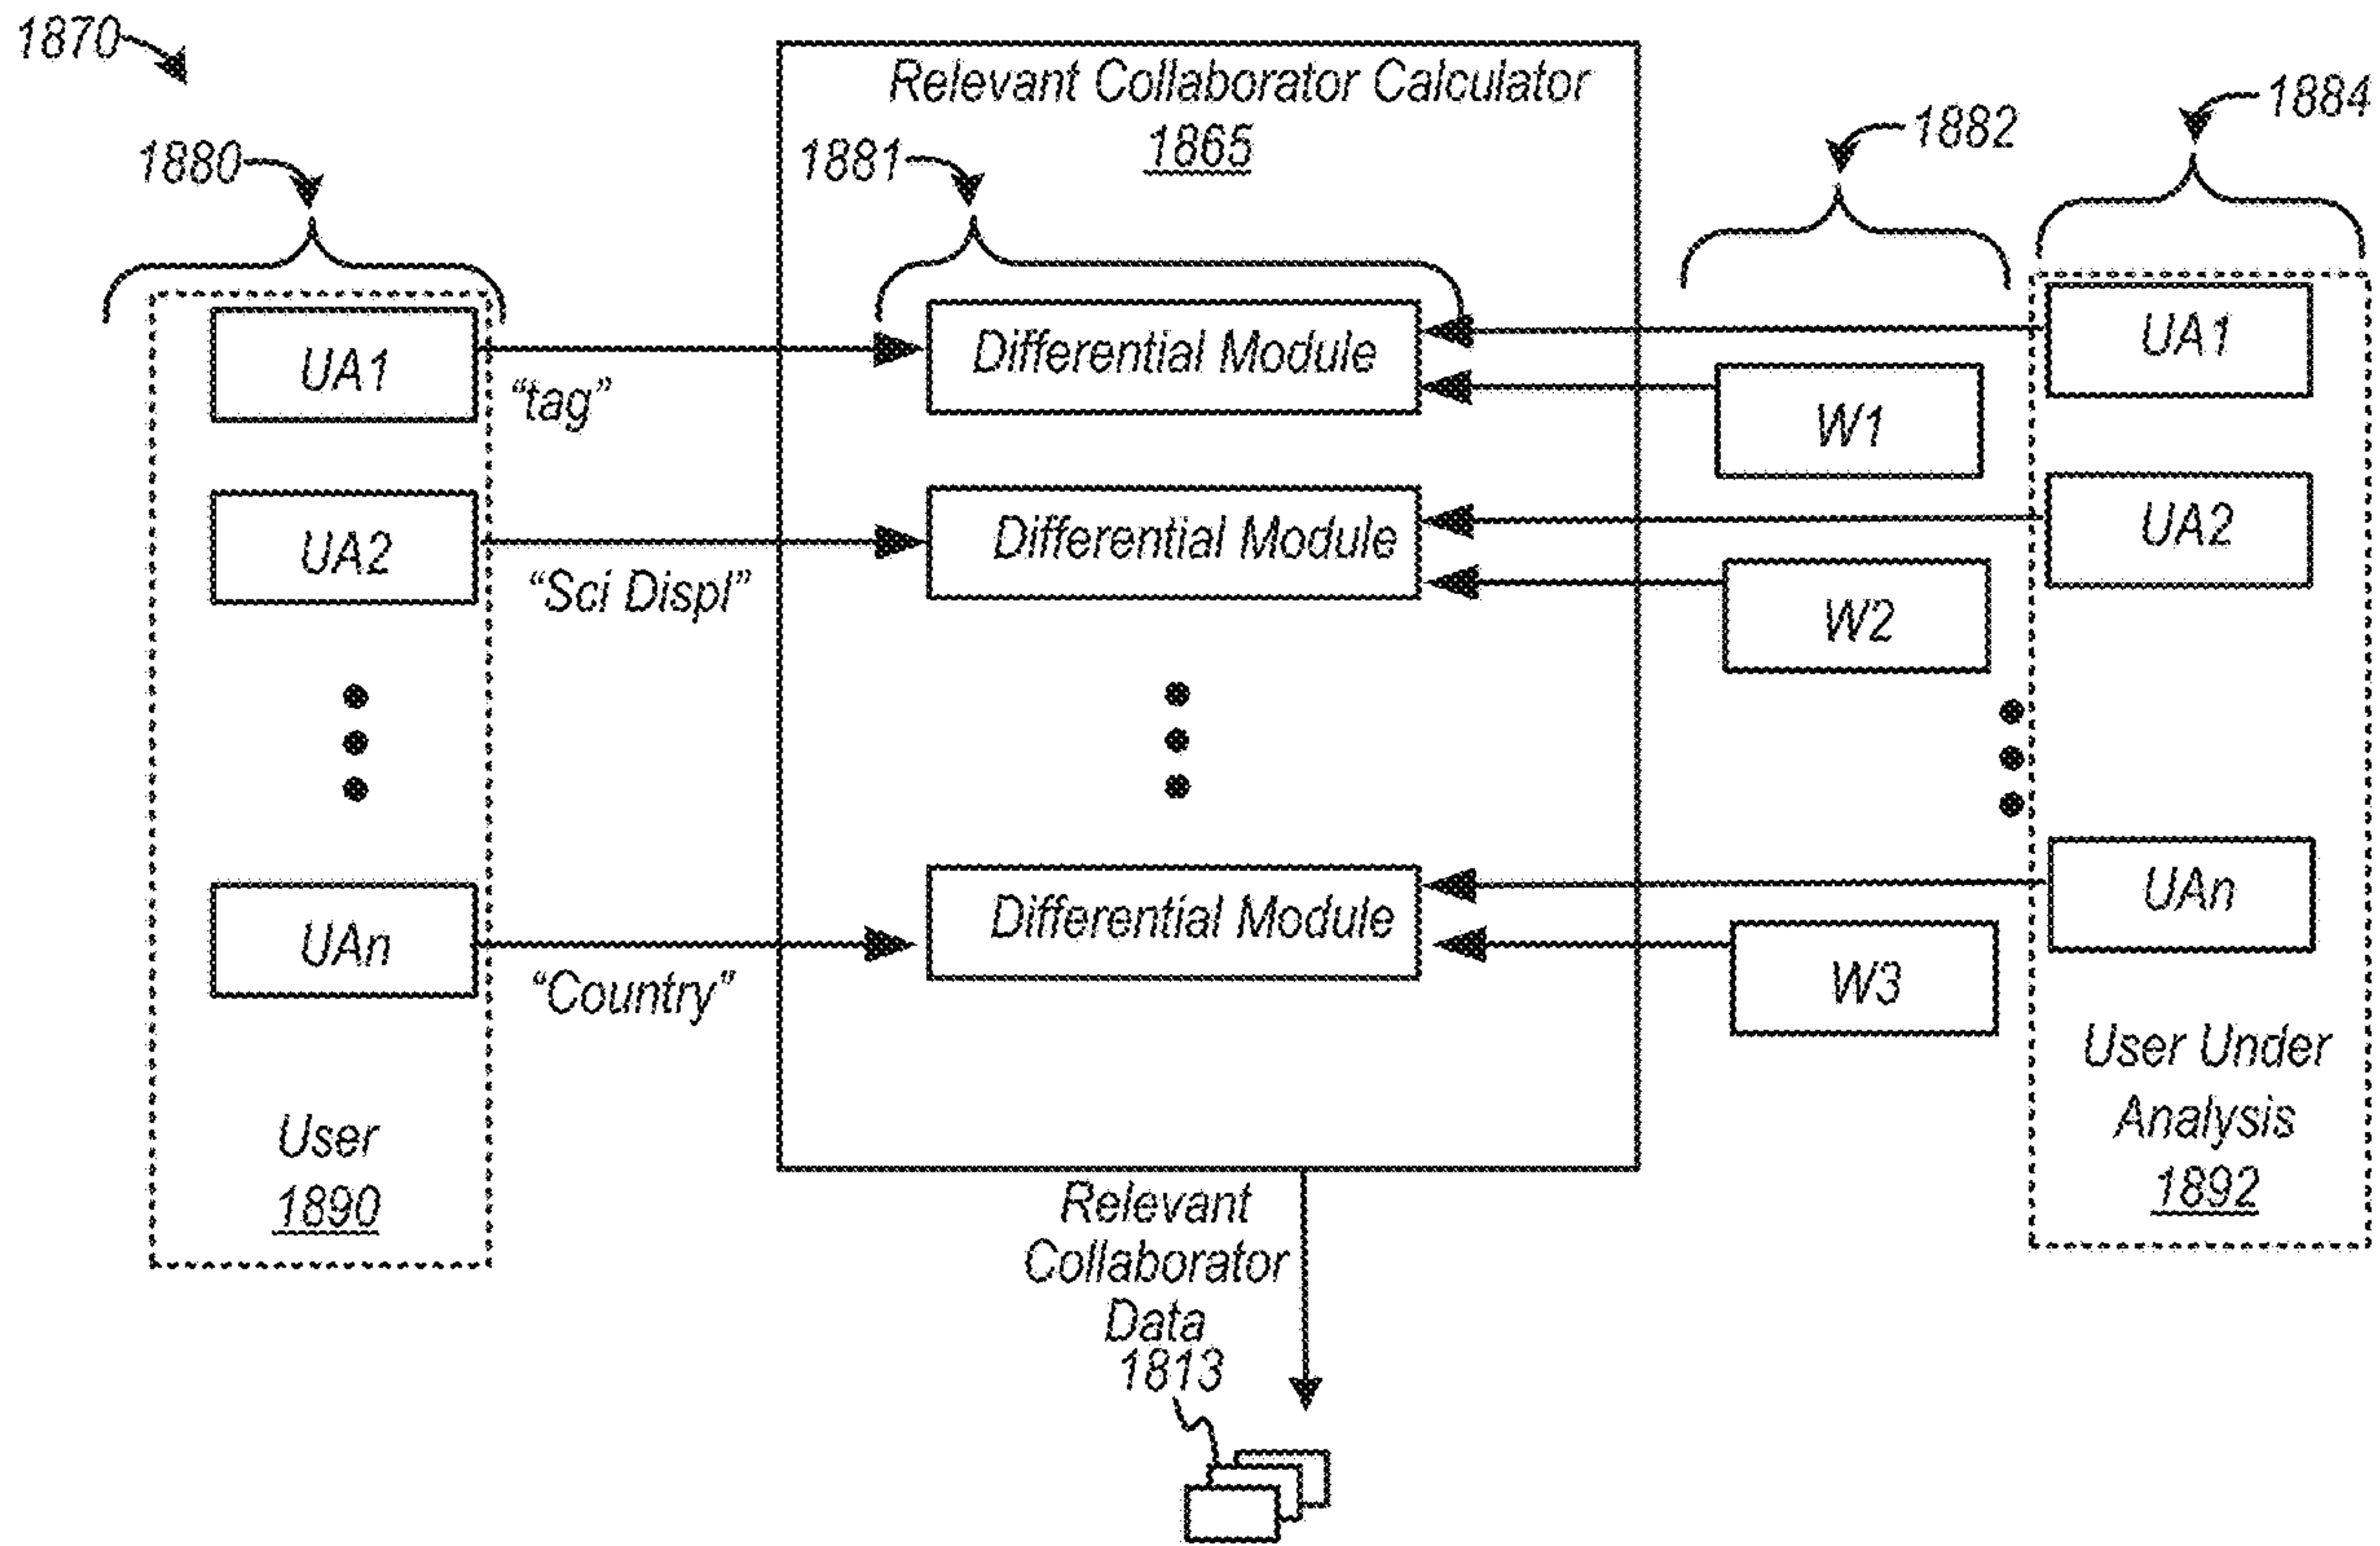 1870
Relevant Collaborator Calculator
1865
1880
1881
1882
1884
UA1
"tag"
Differential Module
W1
UA1
UA2
"Sci Displ"
Differential Module
W2
UA2
UAn
"Country"
Differential Module
W3
UAn
User
1890
User Under
Analysis
1892
Relevant
Collaborator
Data
1813